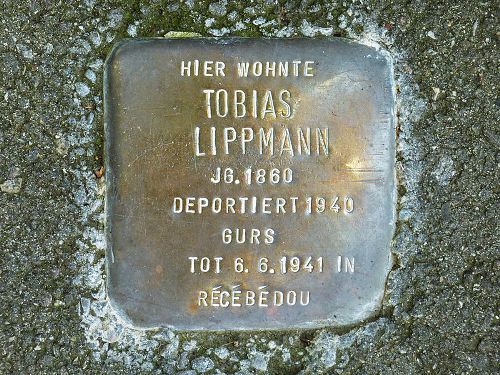 HIER WOHNTE
TOBIAS
LIPPMANN
JG. 1860
DEPORTIERT 1940
GURS
TOT 6.6.1941 IN
RÉCÉBÉDOU